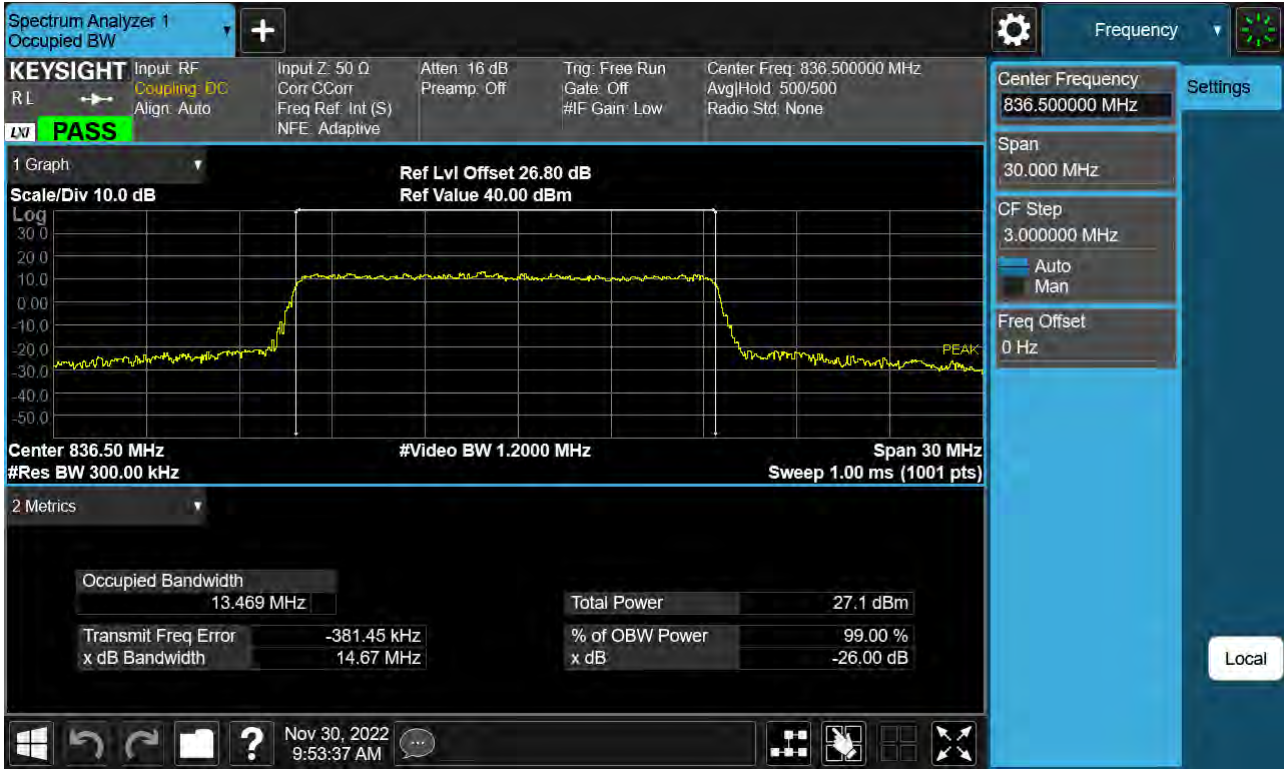 Spectrum Analyzer 1
Occupied BW
+
Frequency
KEYSIGHT
RL
LXI PASS
Input: RF
Coupling: DC
Align: Auto
Input Z: 50 Ω
Corr CCorr
Freq Ref: Int (S)
NFE: Adaptive
Atten: 16 dB
Preamp: Off
Trig: Free Run
Gate: Off
#IF Gain: Low
Center Freq: 836.500000 MHz
Avg|Hold: 500/500
Radio Std: None
1 Graph
Scale/Div 10.0 dB
Ref Lvl Offset 26.80 dB
Ref Value 40.00 dBm
Log
30.0
20.0
10.0
0.00
-10.0
-20.0
-30.0
-40.0
-50.0
PEAK
Center 836.50 MHz
#Video BW 1.2000 MHz
Span 30 MHz
#Res BW 300.00 kHz
Sweep 1.00 ms (1001 pts)
2 Metrics
Occupied Bandwidth
13.469 MHz
Transmit Freq Error -381.45 kHz
x dB Bandwidth 14.67 MHz
Total Power 27.1 dBm
% of OBW Power 99.00 %
x dB -26.00 dB
Center Frequency
836.500000 MHz
Span
30.000 MHz
CF Step
3.000000 MHz
Auto
Man
Freq Offset
0 Hz
Settings
Local
?
Nov 30, 2022
9:53:37 AM